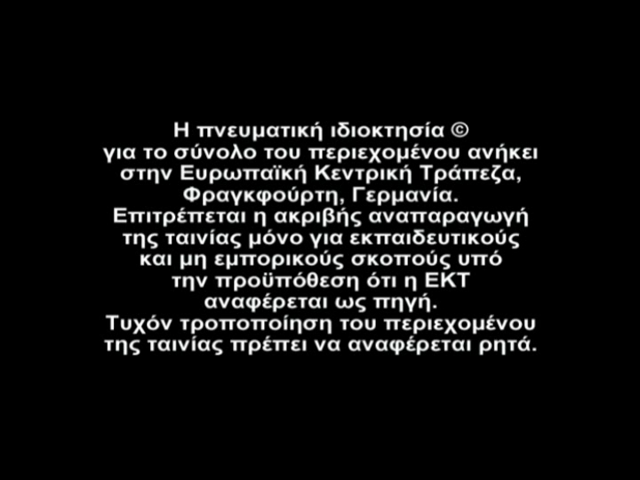 Η πνευματική ιδιοκτησία ©
για το σύνολο του περιεχομένου ανήκει
στην Ευρωπαϊκή Κεντρική Τράπεζα,
Φραγκφούρτη, Γερμανία.
Επιτρέπεται η ακριβής αναπαραγωγή
της ταινίας μόνο για εκπαιδευτικούς
και μη εμπορικούς σκοπούς υπό
την προϋπόθεση ότι η ΕΚΤ
αναφέρεται ως πηγή.
Τυχόν τροποποίηση του περιεχομένου
της ταινίας πρέπει να αναφέρεται ρητά.